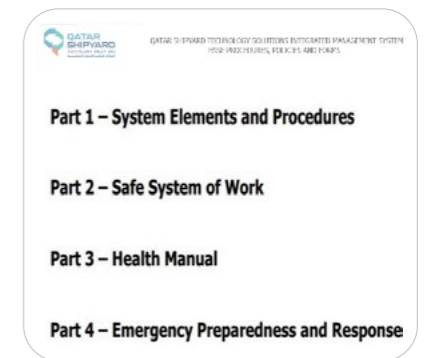 QATAR
SHIPYARD
QATAR SHIPYARD TECHNOLOGY SOLUTIONS INTEGRATED MANAGEMENT SYSTEM
PROCEDURES, POLICIES AND FORMS
Part 1 – System Elements and Procedures
Part 2 – Safe System of Work
Part 3 – Health Manual
Part 4 – Emergency Preparedness and Response